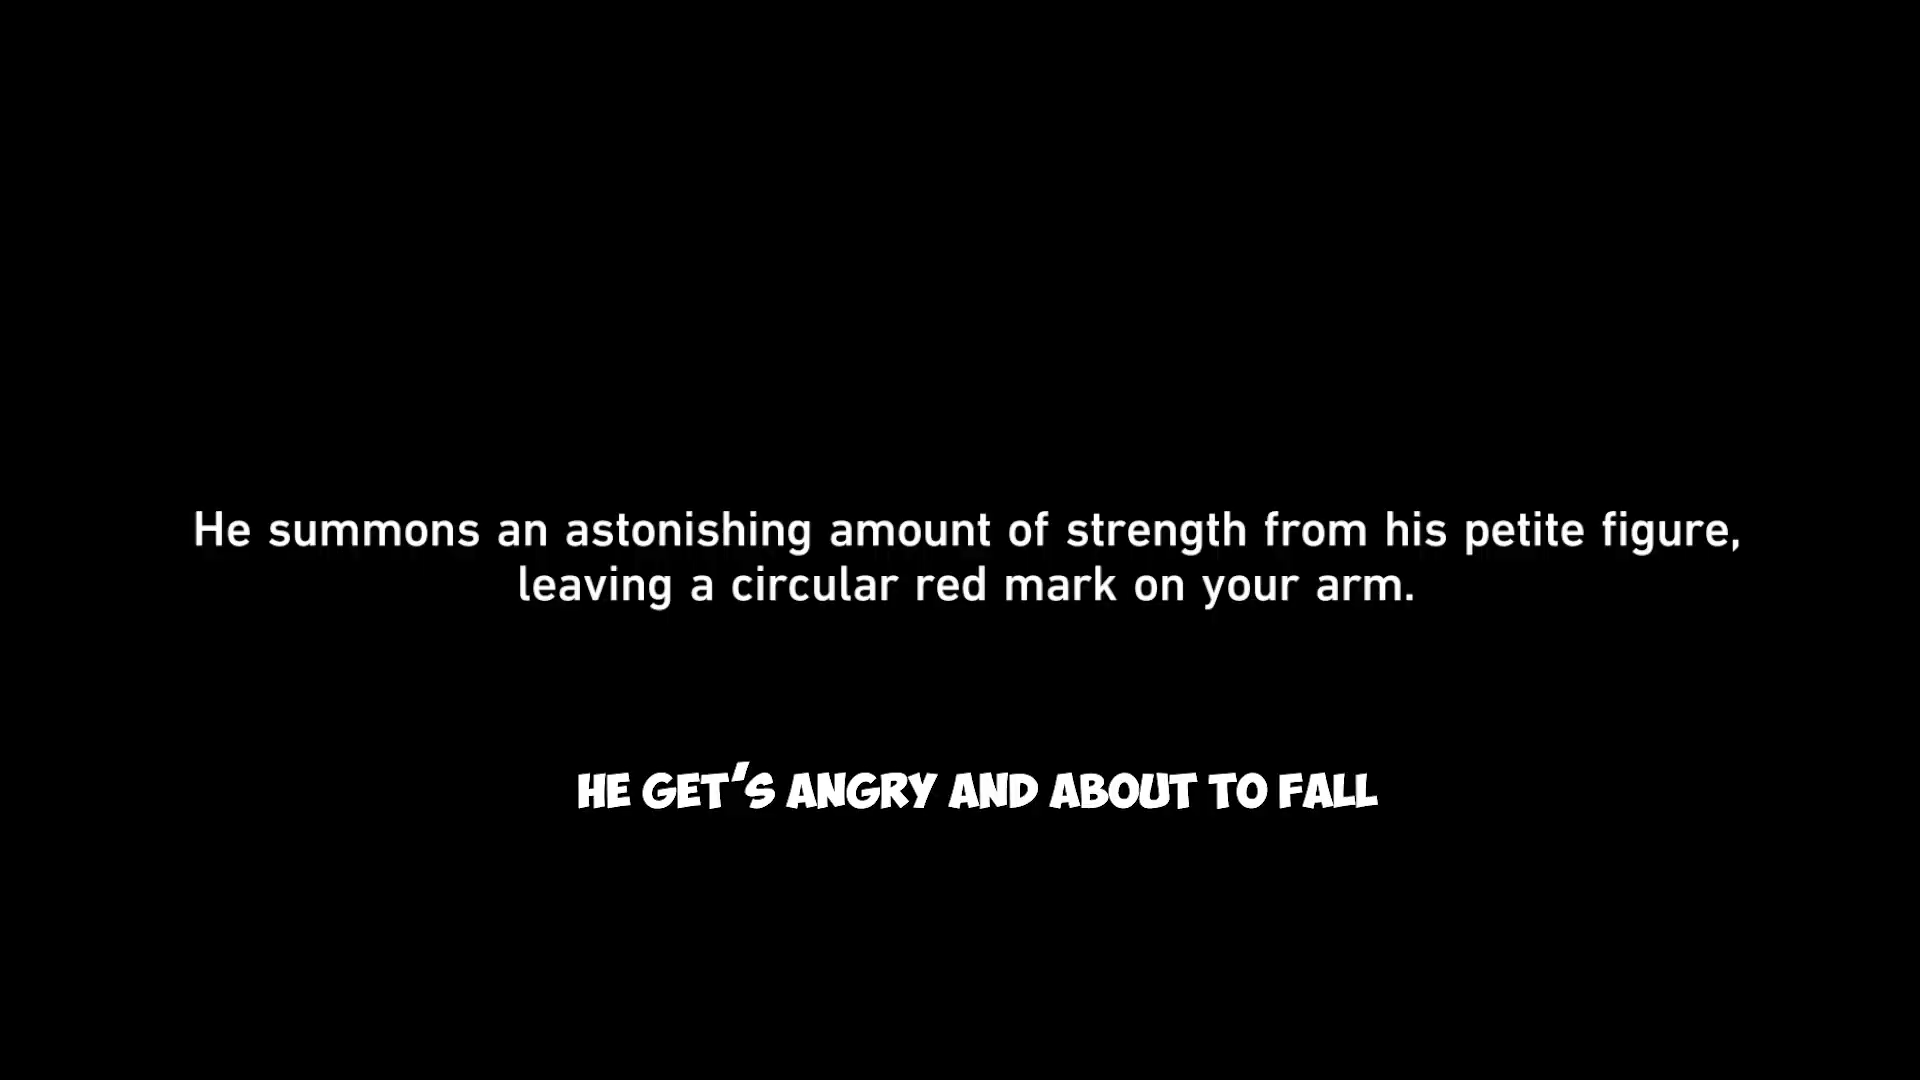 He summons an astonishing amount of strength from his petite figure,
leaving a circular red mark on your arm.
HE GET'S ANGRY AND ABOUT TO FALL